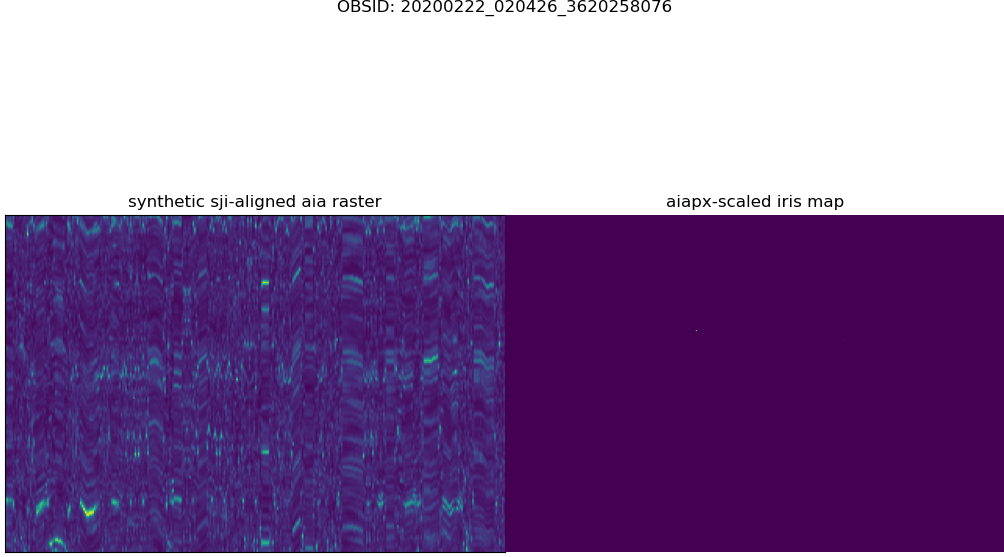 OBSID: 20200222_020426_3620258076
synthetic sji-aligned aia raster
aiapx-scaled iris map